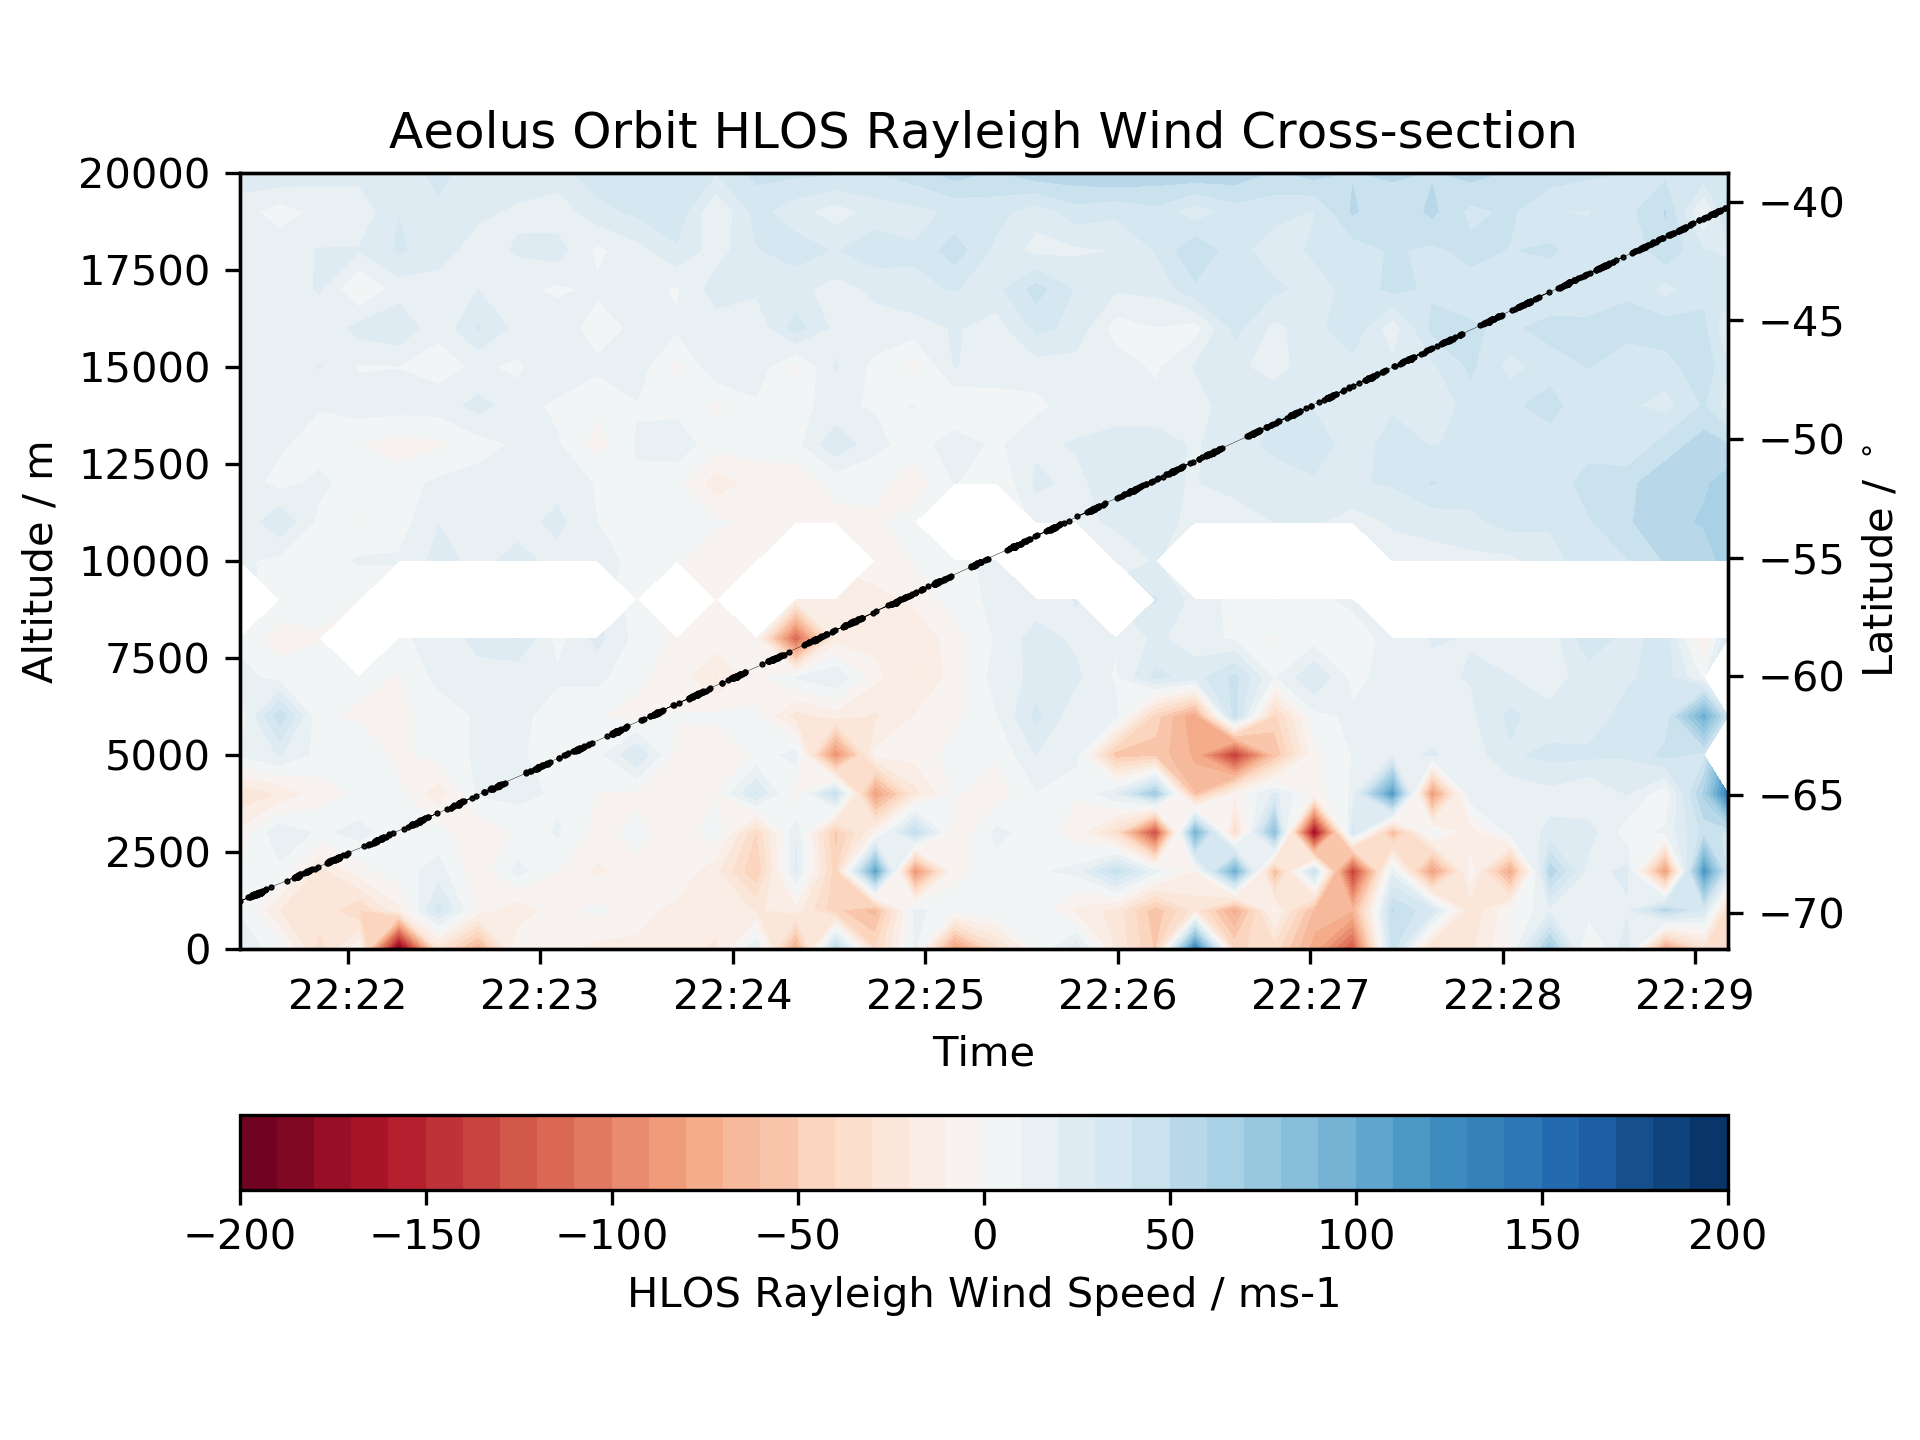 Aeolus Orbit HLOS Rayleigh Wind Cross-section
20000
17500
15000
12500
10000
7500
5000
2500
0
Altitude / m
−40
−45
−50
−55
−60
−65
−70
Latitude / °
22:22 22:23 22:24 22:25 22:26 22:27 22:28 22:29
Time
−200 −150 −100 −50 0 50 100 150 200
HLOS Rayleigh Wind Speed / ms-1